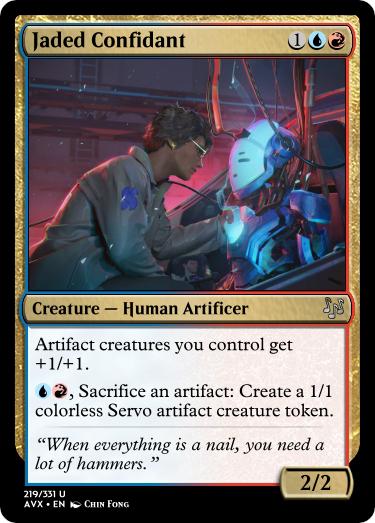 Jaded Confidant 1
Creature — Human Artificer
Artifact creatures you control get
+1/+1.
, Sacrifice an artifact: Create a 1/1
colorless Servo artifact creature token.
“When everything is a nail, you need a
lot of hammers.”
2/2
219/331 U
AVX • EN Chin Fong